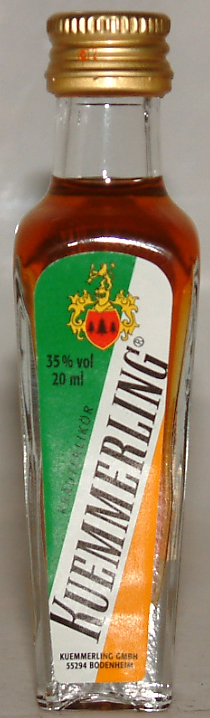 35% vol
20 ml
KRÄUTERLIKÖR
KUEMMERLING®
KUEMMERLING GMBH
55294 BODENHEIM